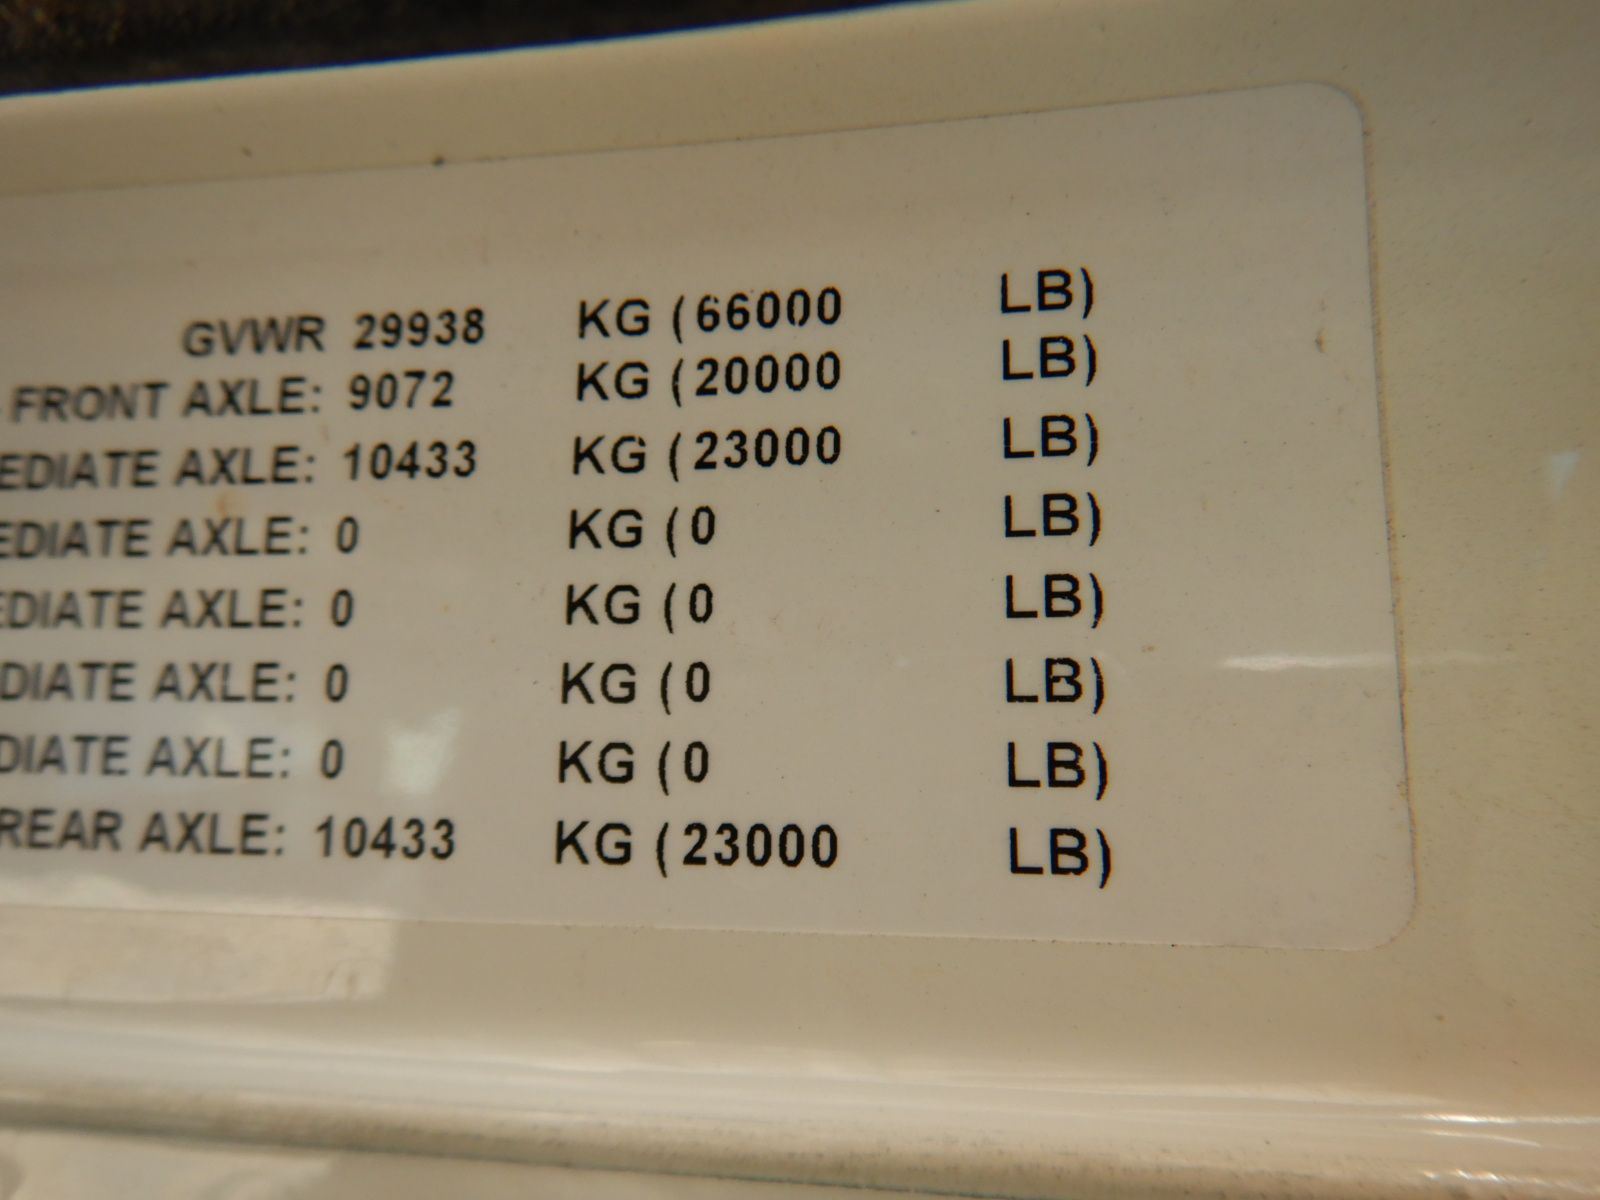 GVWR 29938 KG (66000 LB)
- FRONT AXLE: 9072 KG (20000 LB)
EDIATE AXLE: 10433 KG (23000 LB)
EDIATE AXLE: 0 KG (0 LB)
EDIATE AXLE: 0 KG (0 LB)
DIATE AXLE: 0 KG (0 LB)
DIATE AXLE: 0 KG (0 LB)
REAR AXLE: 10433 KG (23000 LB)